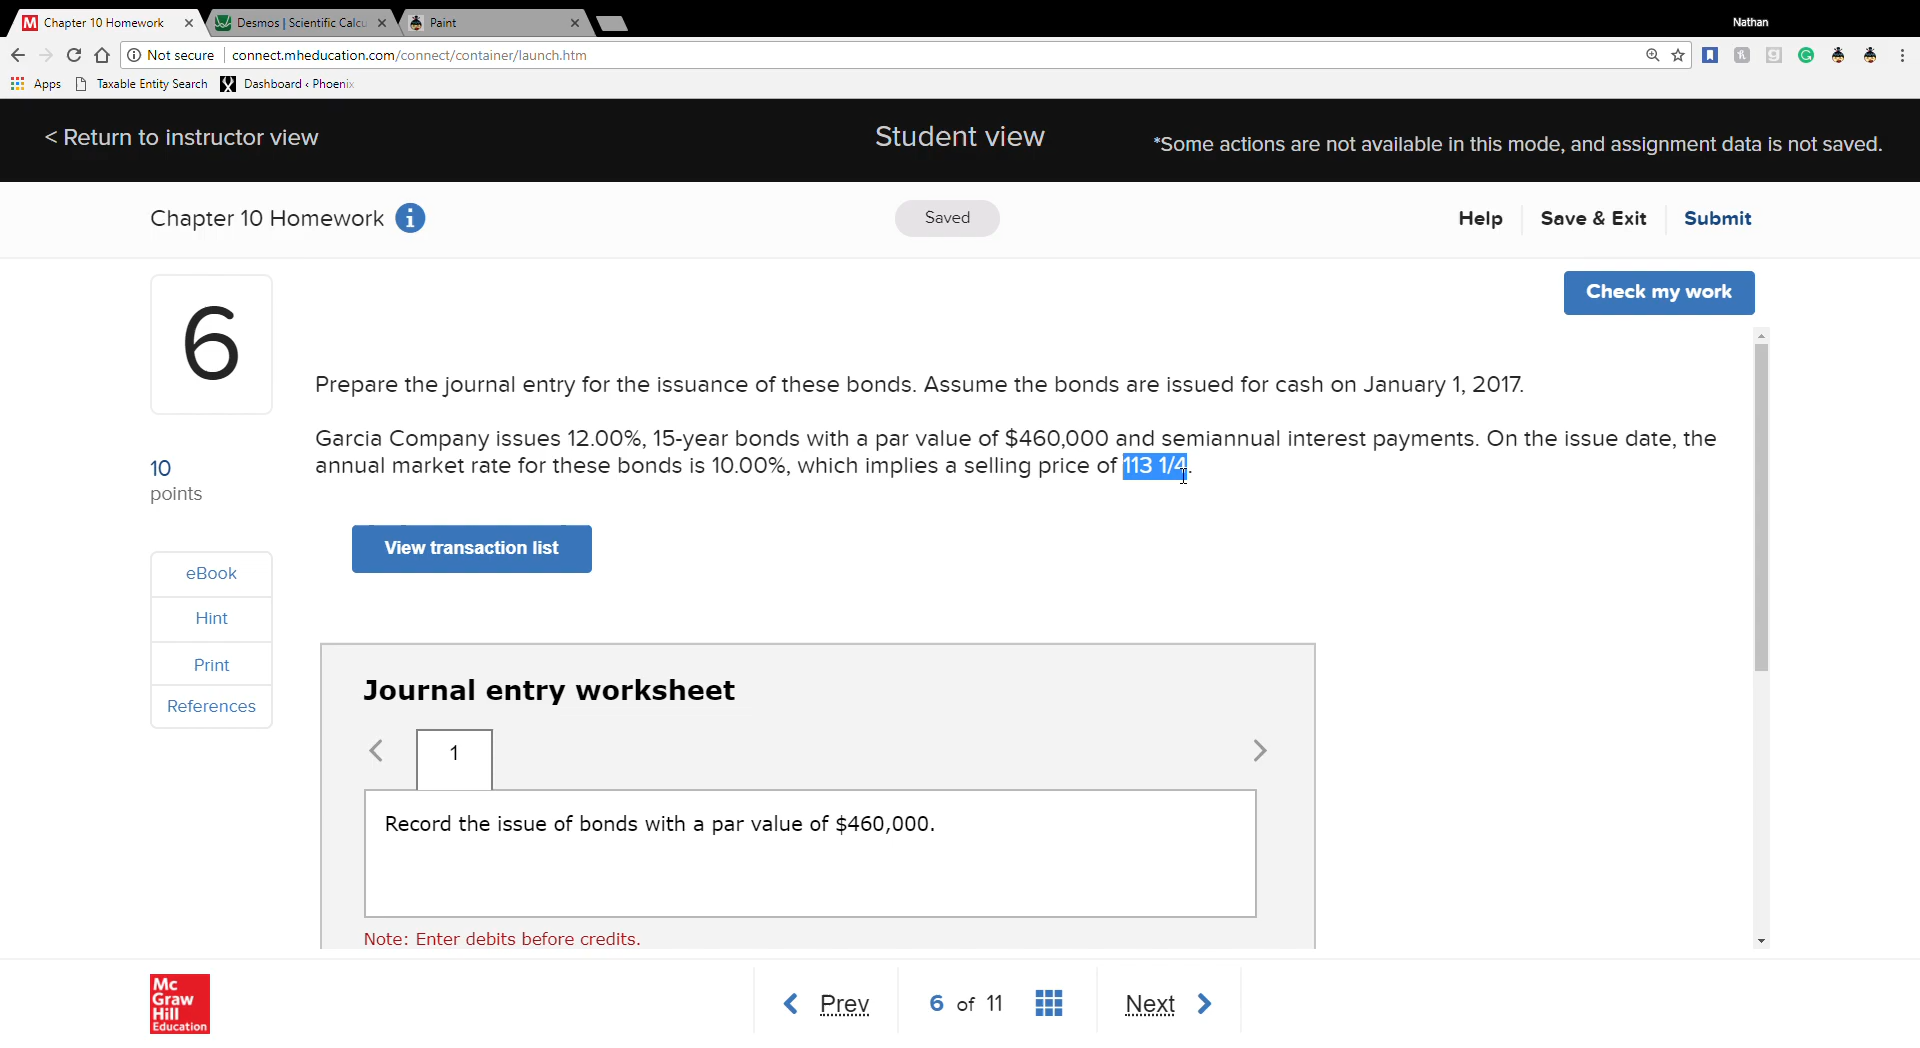 Chapter 10 Homework
Desmos | Scientific Calcu
Paint
Nathan
Not secure
connect.mheducation.com/connect/container/launch.htm
Apps
Taxable Entity Search
Dashboard ‹ Phoenix
< Return to instructor view
Student view
*Some actions are not available in this mode, and assignment data is not saved.
Chapter 10 Homework
i
Saved
Help
Save & Exit
Submit
6
Check my work
Prepare the journal entry for the issuance of these bonds. Assume the bonds are issued for cash on January 1, 2017.
Garcia Company issues 12.00%, 15-year bonds with a par value of $460,000 and semiannual interest payments. On the issue date, the
annual market rate for these bonds is 10.00%, which implies a selling price of 113 1/4.
10
points
View transaction list
eBook
Hint
Print
References
Journal entry worksheet
1
Record the issue of bonds with a par value of $460,000.
Note: Enter debits before credits.
Mc
Graw
Hill
Education
Prev
6 of 11
Next